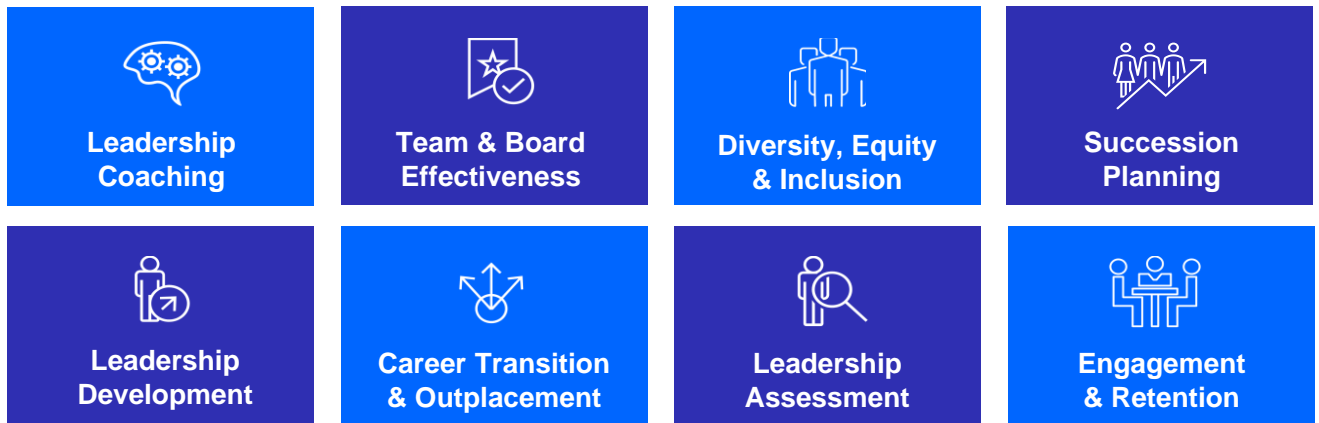 Leadership
Coaching
Team & Board
Effectiveness
Diversity, Equity
& Inclusion
Succession
Planning
Leadership
Development
Career Transition
& Outplacement
Leadership
Assessment
Engagement
& Retention